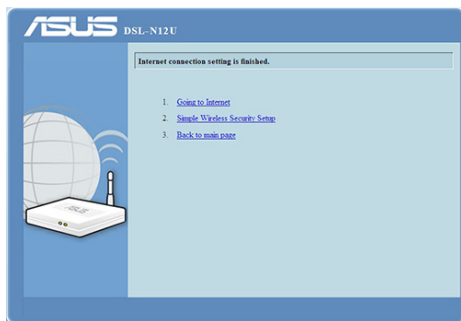 ASUS DSL-N12U
Internet connection setting is finished.
1. Going to Internet
2. Simple Wireless Security Setup
3. Back to main page
ASUS